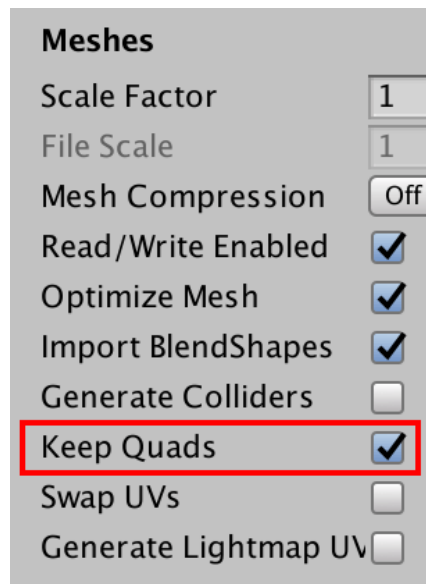 Meshes
Scale Factor 1
File Scale 1
Mesh Compression Off
Read/Write Enabled
Optimize Mesh
Import BlendShapes
Generate Colliders
Keep Quads
Swap UVs
Generate Lightmap UV